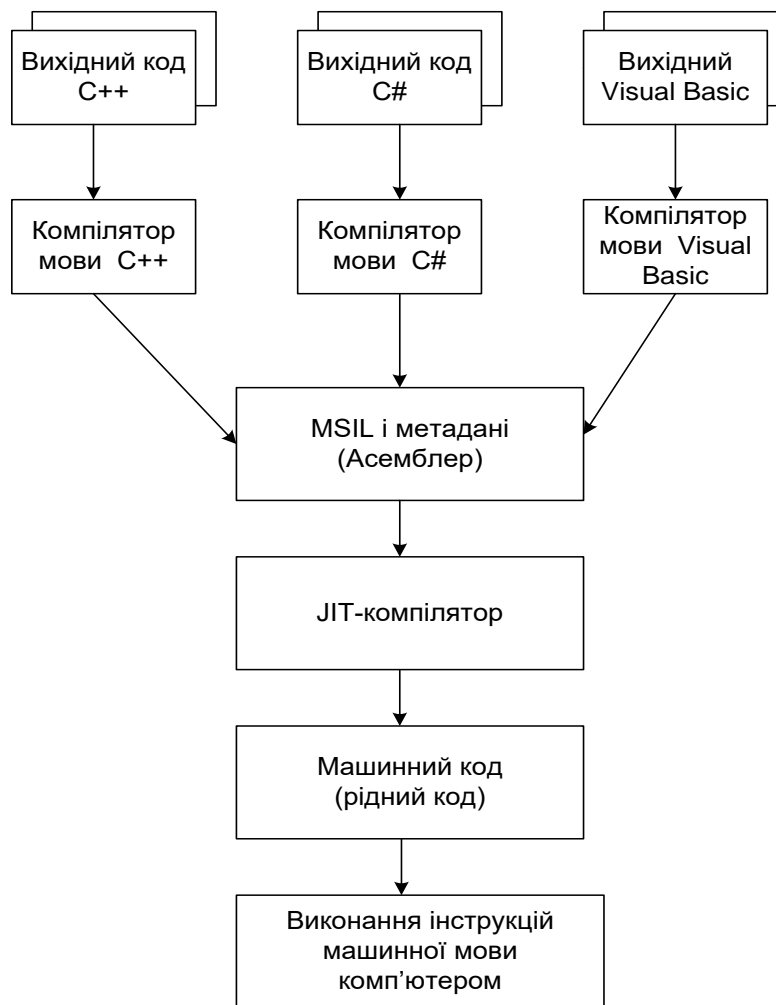 Вихідний код
C++
Вихідний код
C#
Вихідний
Visual Basic
Компілятор
мови C++
Компілятор
мови C#
Компілятор
мови Visual
Basic
MSIL і метадані
(Асемблер)
JIT-компілятор
Машинний код
(рідний код)
Виконання інструкцій
машинної мови
комп’ютером